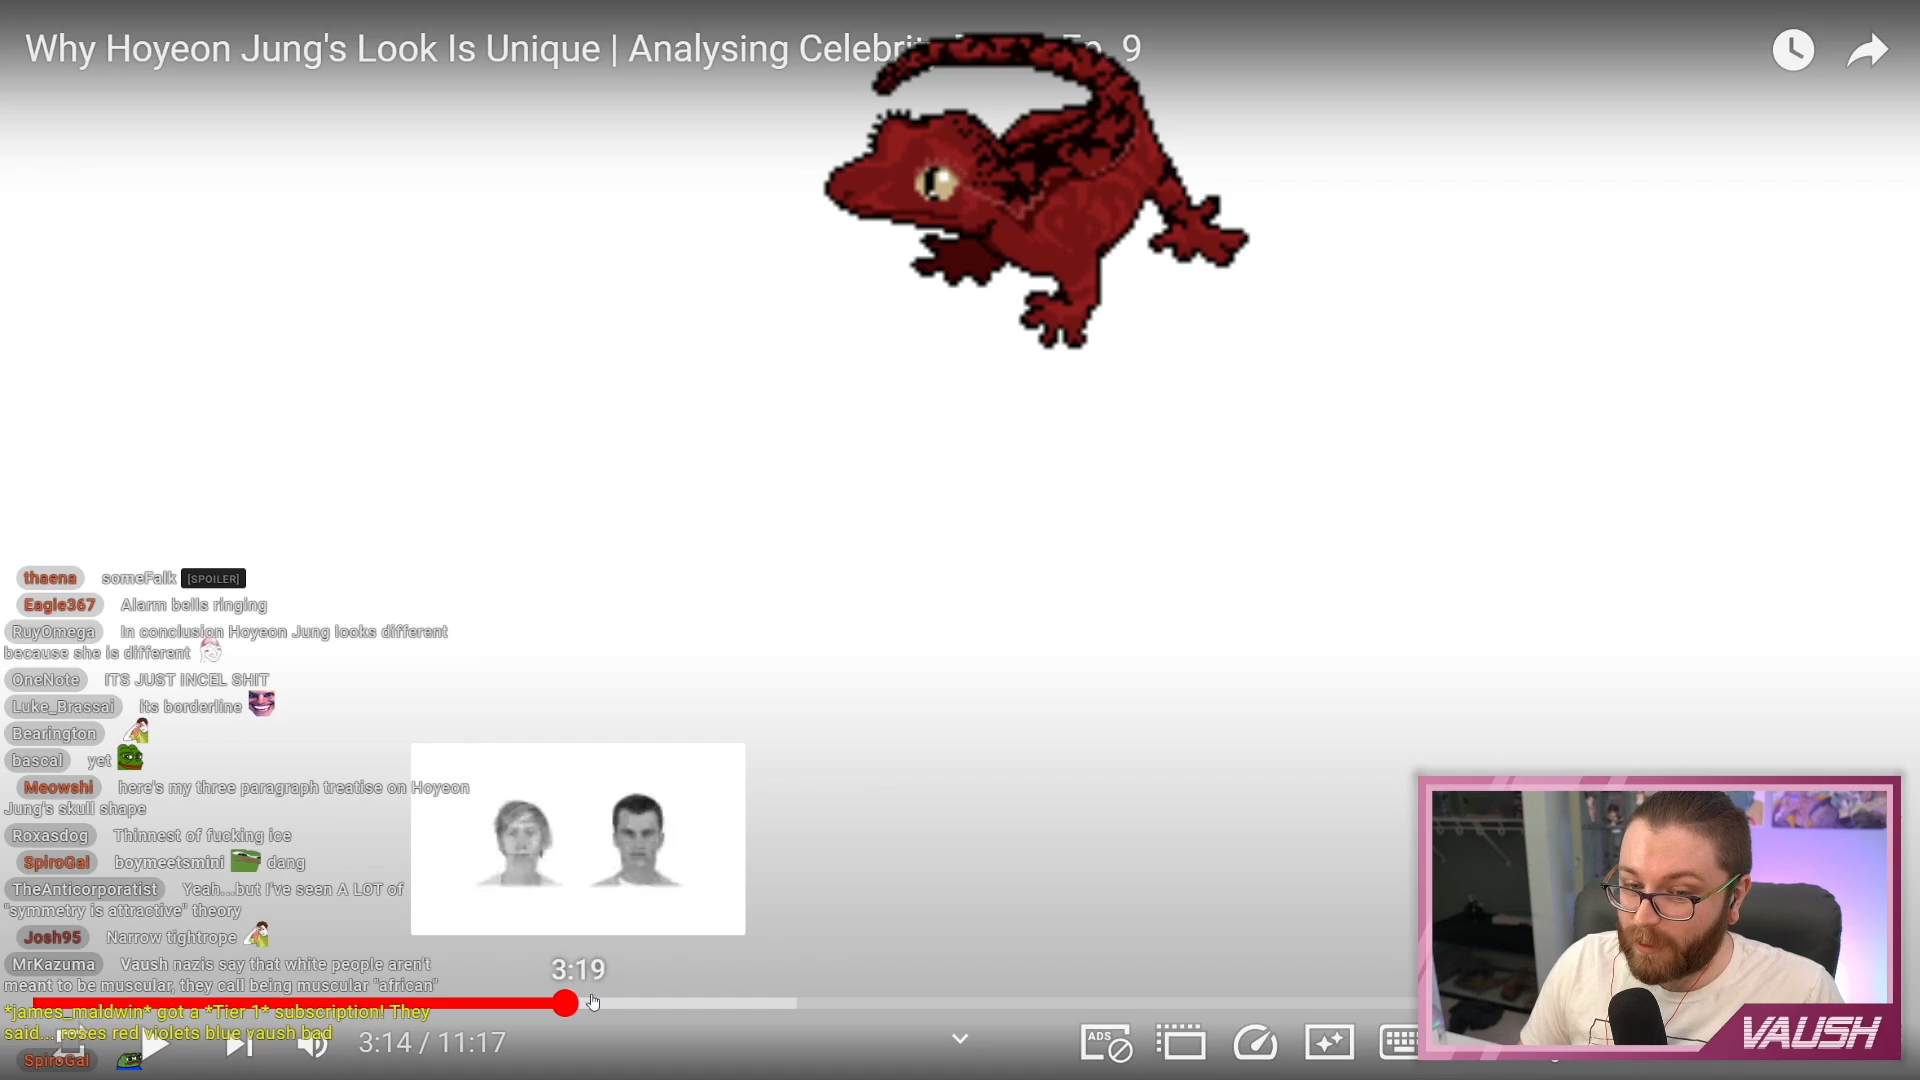 Why Hoyeon Jung's Look Is Unique | Analysing Celebri Ep. 9
thaena someFalk [SPOILER]
Eagle367 Alarm bells ringing
RuyOmega In conclusion Hoyeon Jung looks different
because she is different
OneNote ITS JUST INCEL SHIT
Luke_Brassai its borderline
Bearington
bascal yet
Meowshi here's my three paragraph treatise on Hoyeon
Jung's skull shape
Roxasdog Thinnest of fucking ice
SpiroGal boymeetsmini dang
TheAnticorporatist Yeah...but I've seen A LOT of
"symmetry is attractive" theory
Josh95 Narrow tightrope
MrKazuma Vaush nazis say that white people aren't
meant to be muscular, they call being muscular "african"
*james_maldwin* got a *Tier 1* subscription! They
said... roses red violets blue vaush bad
SpiroGal
3:19
3:14 / 11:17
ADS
VAUSH